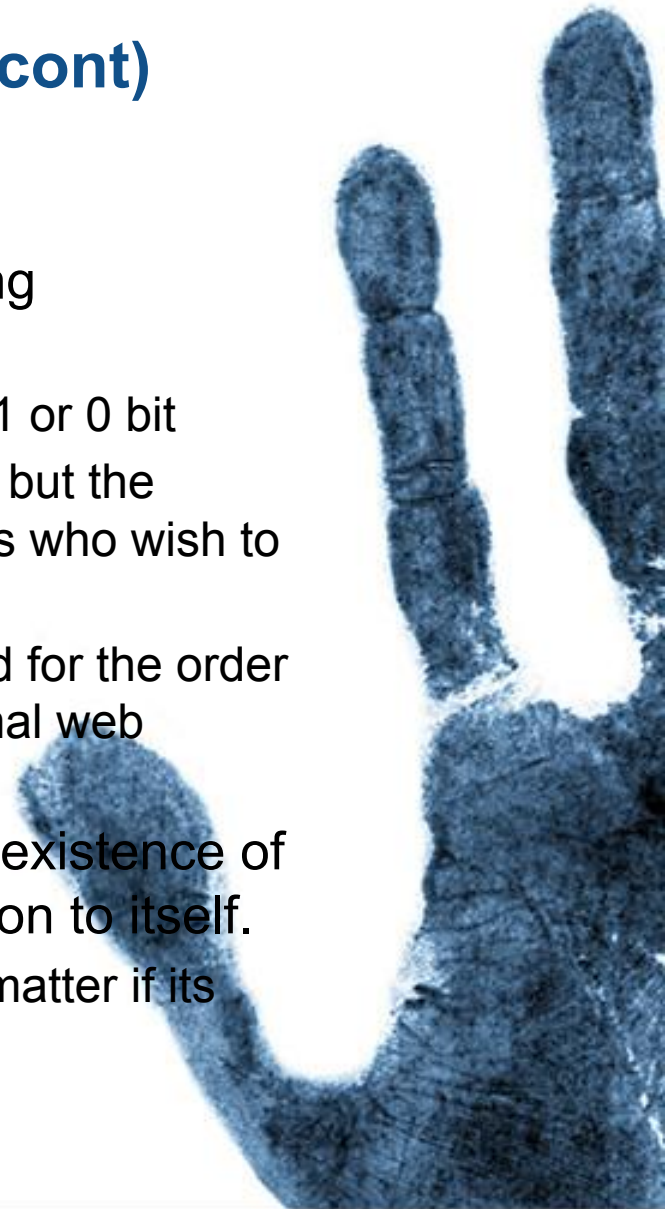 cont)
ng
1 or 0 bit
but the
s who wish to
d for the order
nal web
existence of
on to itself.
matter if its